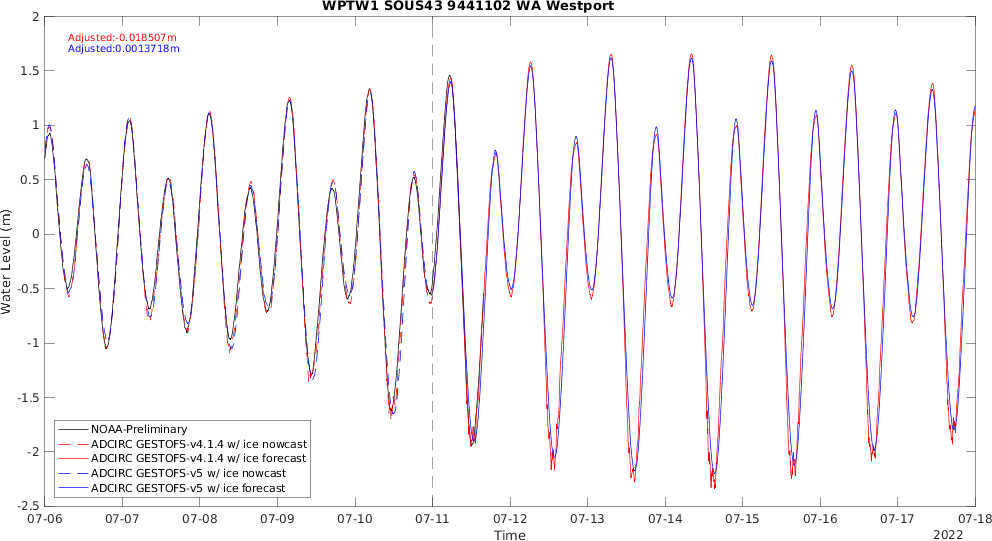 WPTW1 SOUS43 9441102 WA Westport
Adjusted:-0.018507m
Adjusted:0.0013718m
2
1.5
1
0.5
0
-0.5
-1
-1.5
-2
-2.5
Water Level (m)
NOAA-Preliminary
ADCIRC GESTOFS-v4.1.4 w/ ice nowcast
ADCIRC GESTOFS-v4.1.4 w/ ice forecast
ADCIRC GESTOFS-v5 w/ ice nowcast
ADCIRC GESTOFS-v5 w/ ice forecast
07-06 07-07 07-08 07-09 07-10 07-11 07-12 07-13 07-14 07-15 07-16 07-17 07-18
Time
2022